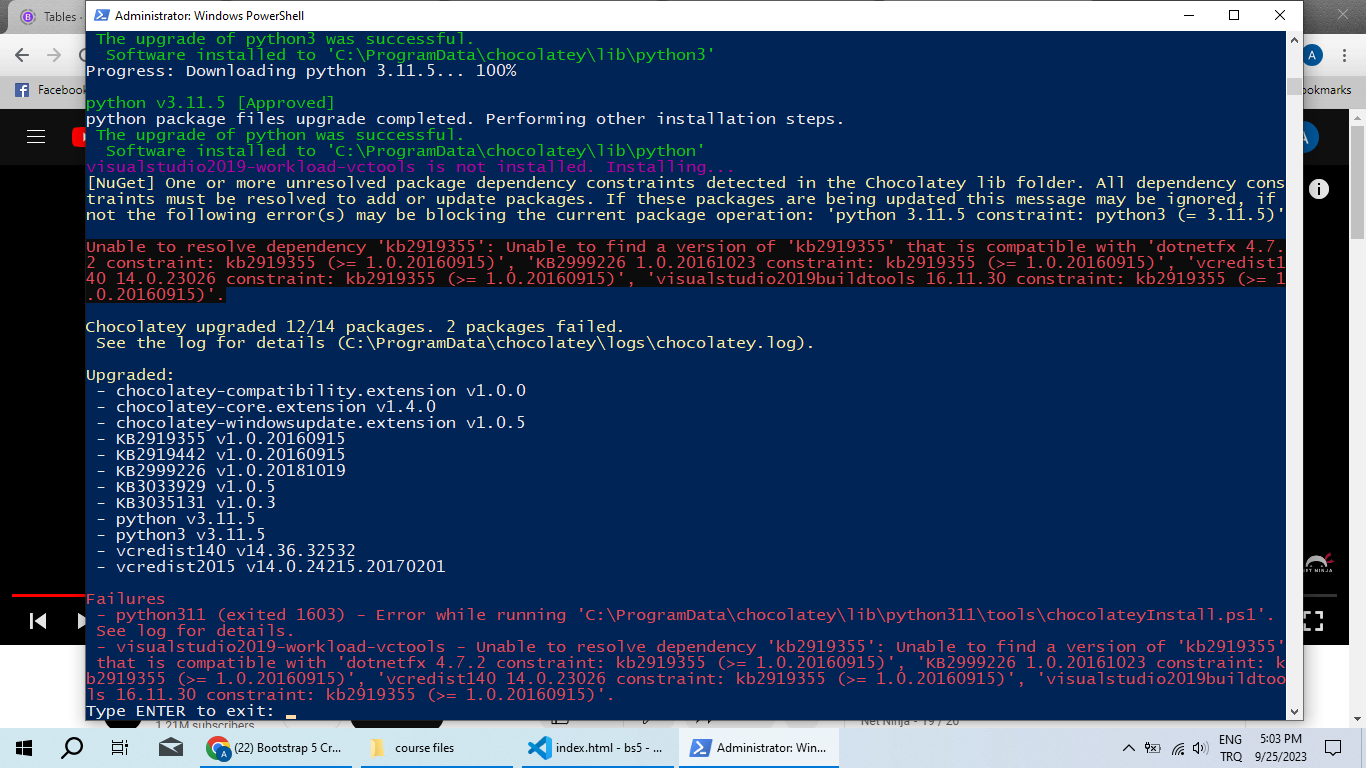 Tables -
Administrator: Windows PowerShell
Facebook
ookmarks
A
A
The upgrade of python3 was successful.
Software installed to 'C:\ProgramData\chocolatey\lib\python3'
Progress: Downloading python 3.11.5... 100%
python v3.11.5 [Approved]
python package files upgrade completed. Performing other installation steps.
The upgrade of python was successful.
Software installed to 'C:\ProgramData\chocolatey\lib\python'
visualstudio2019-workload-vctools is not installed. Installing...
[NuGet] One or more unresolved package dependency constraints detected in the Chocolatey lib folder. All dependency cons
traints must be resolved to add or update packages. If these packages are being updated this message may be ignored, if
not the following error(s) may be blocking the current package operation: 'python 3.11.5 constraint: python3 (= 3.11.5)'
Unable to resolve dependency 'kb2919355': Unable to find a version of 'kb2919355' that is compatible with 'dotnetfx 4.7.
2 constraint: kb2919355 (>= 1.0.20160915)', 'KB2999226 1.0.20161023 constraint: kb2919355 (>= 1.0.20160915)', 'vcredist1
40 14.0.23026 constraint: kb2919355 (>= 1.0.20160915)', 'visualstudio2019buildtools 16.11.30 constraint: kb2919355 (>= 1
.0.20160915)'.
Chocolatey upgraded 12/14 packages. 2 packages failed.
See the log for details (C:\ProgramData\chocolatey\logs\chocolatey.log).
Upgraded:
- chocolatey-compatibility.extension v1.0.0
- chocolatey-core.extension v1.4.0
- chocolatey-windowsupdate.extension v1.0.5
- KB2919355 v1.0.20160915
- KB2919442 v1.0.20160915
- KB2999226 v1.0.20181019
- KB3033929 v1.0.5
- KB3035131 v1.0.3
- python v3.11.5
- python3 v3.11.5
- vcredist140 v14.36.32532
- vcredist2015 v14.0.24215.20170201
Failures
- python311 (exited 1603) - Error while running 'C:\ProgramData\chocolatey\lib\python311\tools\chocolateyInstall.ps1'.
See log for details.
- visualstudio2019-workload-vctools - Unable to resolve dependency 'kb2919355': Unable to find a version of 'kb2919355'
that is compatible with 'dotnetfx 4.7.2 constraint: kb2919355 (>= 1.0.20160915)', 'KB2999226 1.0.20161023 constraint: k
b2919355 (>= 1.0.20160915)', 'vcredist140 14.0.23026 constraint: kb2919355 (>= 1.0.20160915)', 'visualstudio2019buildtoo
ls 16.11.30 constraint: kb2919355 (>= 1.0.20160915)'.
Type ENTER to exit:
NET NINJA
1.21M subscribers
Net Ninja - 19 / 20
(22) Bootstrap 5 Cr...
course files
index.html - bs5 - ...
Administrator: Win...
ENG
TRQ
5:03 PM
9/25/2023